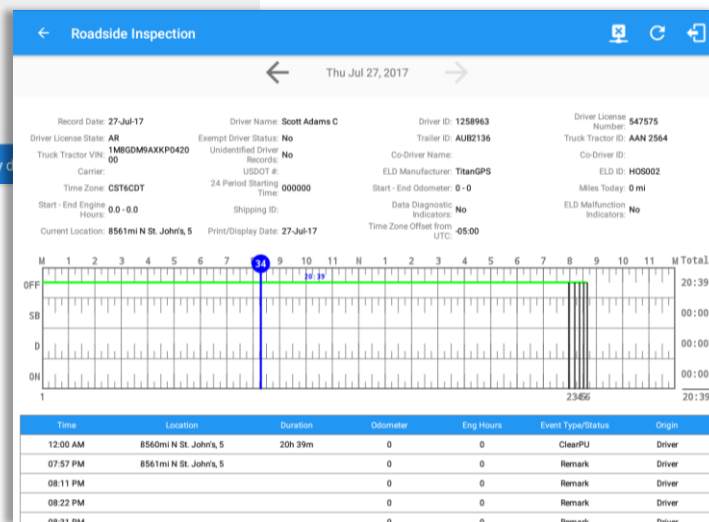 Roadside Inspection
Thu Jul 27, 2017
Record Date: 27-Jul-17 Driver Name: Scott Adams C Driver ID: 1258963 Driver License Number: 547575
Driver License State: AR Exempt Driver Status: No Trailer ID: AUB2136 Truck Tractor ID: AAN 2564
Truck Tractor VIN: 1M8GDM9AXKP0420 00 Unidentified Driver Records: No Co-Driver Name: Co-Driver ID:
Carrier: USDOT #: ELD Manufacturer: TitanGPS ELD ID: HOS002
Time Zone: CST6CDT 24 Period Starting Time: 000000 Start - End Odometer: 0 - 0 Miles Today: 0 mi
Start - End Engine Hours: 0.0 - 0.0 Shipping ID: Data Diagnostic Indicators: No ELD Malfunction Indicators: No
Current Location: 8561mi N St. John's, 5 Print/Display Date: 27-Jul-17 Time Zone Offset from UTC: -05:00
M 1 2 3 4 5 6 7 34 9 10 11 N 1 2 3 4 5 6 7 8 9 10 11 M Total
20:39
OFF 20:39
SB 00:00
D 00:00
ON 00:00
1 23456 20:39
Time Location Duration Odometer Eng Hours Event Type/Status Origin
12:00 AM 8560mi N St. John's, 5 20h 39m 0 0 ClearPU Driver
07:57 PM 8561mi N St. John's, 5 0 0 Remark Driver
08:11 PM 0 0 Remark Driver
08:22 PM 0 0 Remark Driver
08:31 PM 0 0 Remark Driver